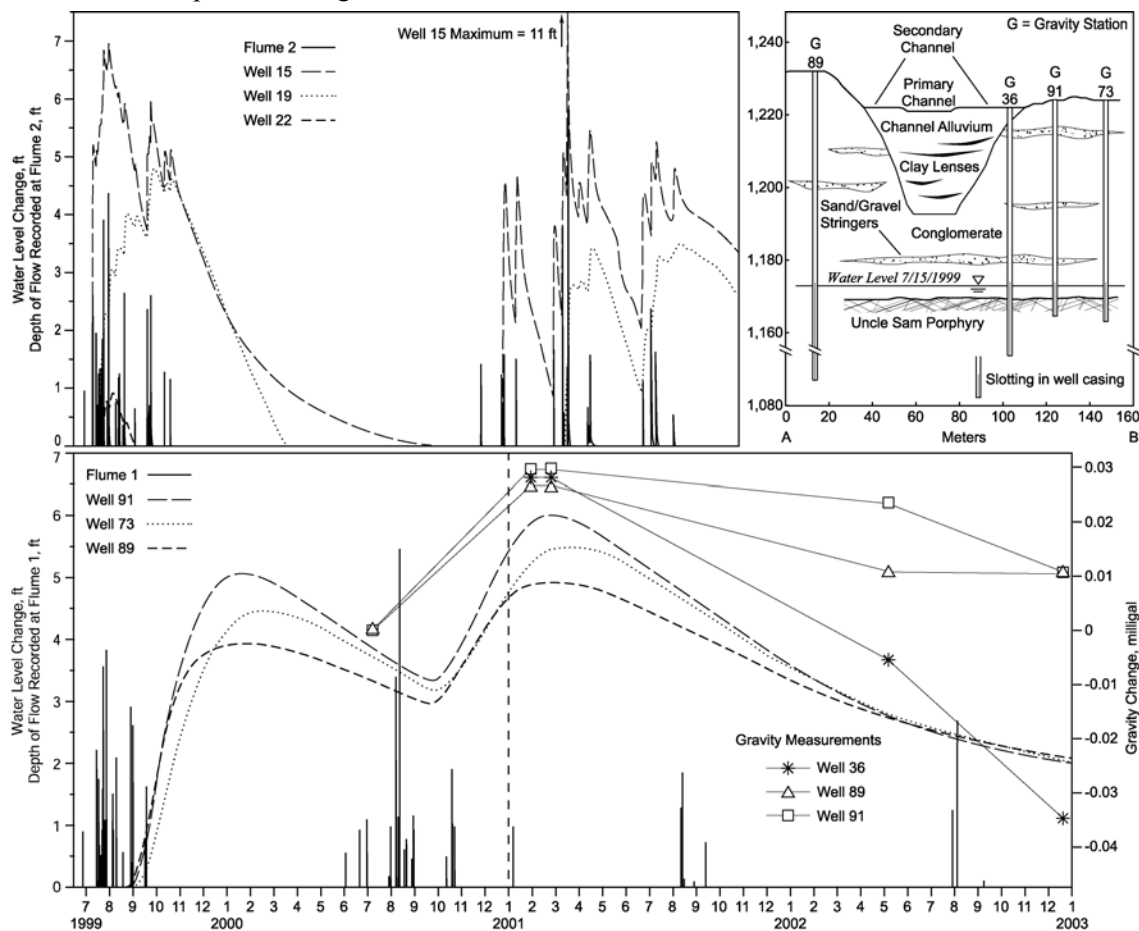 Well 15 Maximum = 11 ft
Flume 2
Well 15
Well 19
Well 22
Water Level Change, ft
Depth of Flow Recorded at Flume 2, ft
7
6
5
4
3
2
1
0
G = Gravity Station
Secondary
Channel
G
89
Primary
Channel
G
36
G
91
G
73
Channel Alluvium
Clay Lenses
Sand/Gravel
Stringers
Conglomerate
Water Level 7/15/1999
Uncle Sam Porphyry
Slotting in well casing
1,240
1,220
1,200
1,180
1,160
1,080
0 20 40 60 80 100 120 140 160
A Meters B
Flume 1
Well 91
Well 73
Well 89
Water Level Change, ft
Depth of Flow Recorded at Flume 1, ft
7
6
5
4
3
2
1
0
Gravity Measurements
Well 36
Well 89
Well 91
0.03
0.02
0.01
0
-0.01
-0.02
-0.03
-0.04
Gravity Change, milligal
7 8 9 10 11 12 1 2 3 4 5 6 7 8 9 10 11 12 1 2 3 4 5 6 7 8 9 10 11 12 1 2 3 4 5 6 7 8 9 10 11 12 1
1999 2000 2001 2002 2003